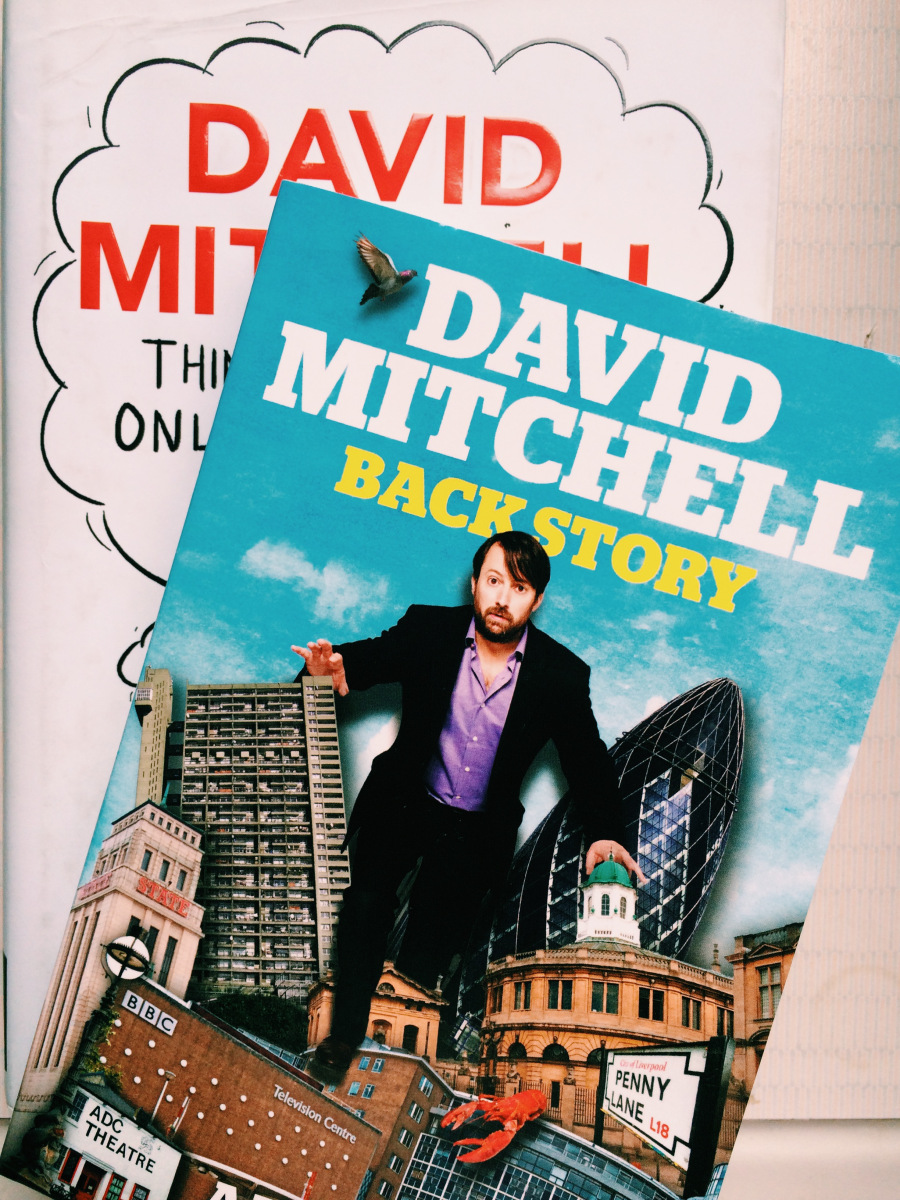 DAVID
MIT
THIN
ONL
DAVID
MITCHELL
BACK STORY
STATE
BBC
Television Centre
ADC
THEATRE
City of Liverpool
PENNY
LANE L18